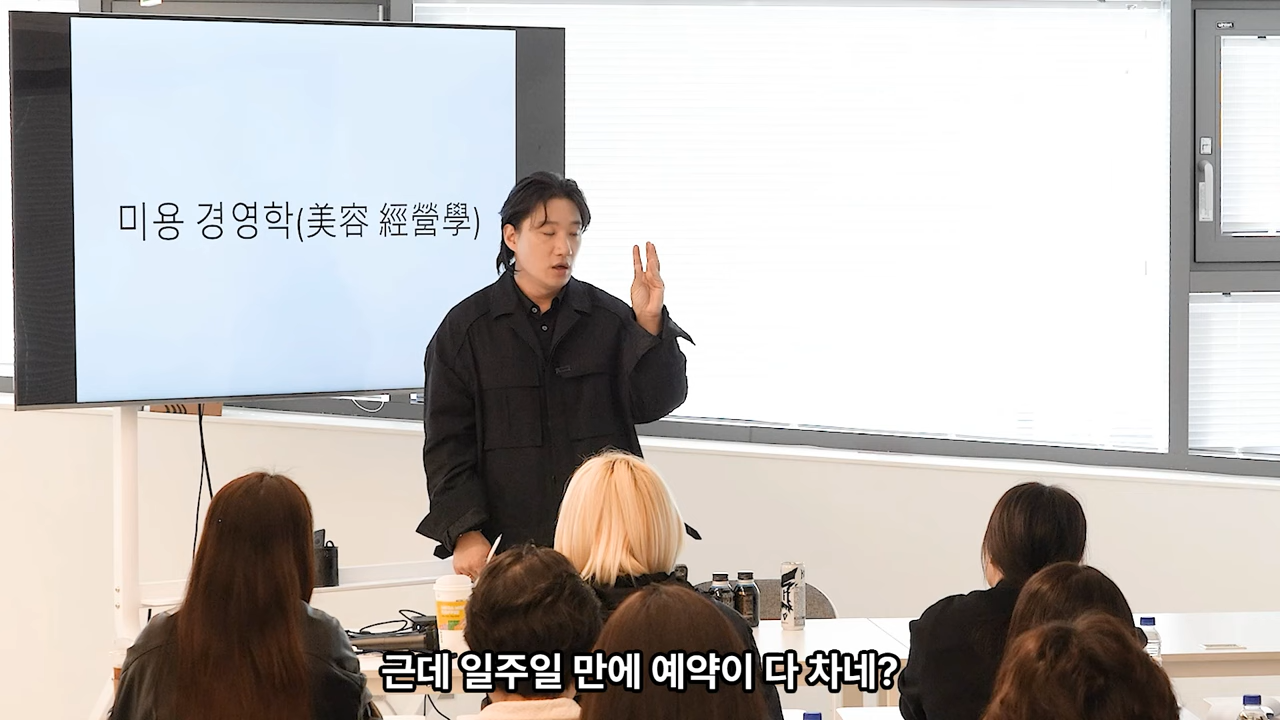 미용 경영학(美容 經營學)
근데 일주일 만에 예약이 다 차네?